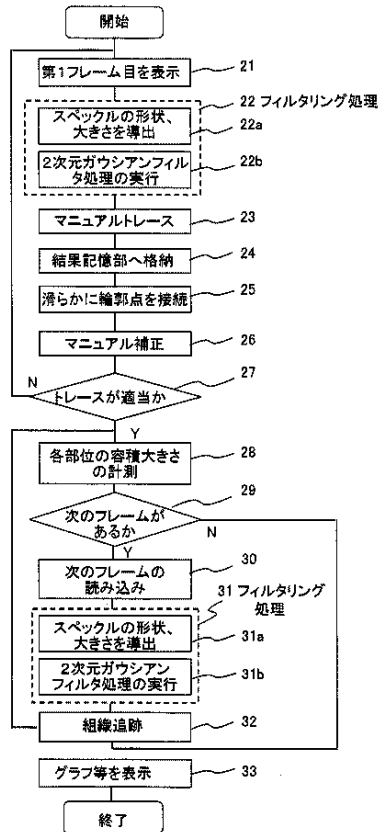 開始
第1フレーム目を表示
21
22 フィルタリング処理
スペックルの形状、
大きさを導出
22a
2次元ガウシアンフィル
タ処理の実行
22b
マニュアルトレース
23
結果記憶部へ格納
24
滑らかに輪郭点を接続
25
マニュアル補正
26
27
N
トレースが適当か
Y
各部位の容積大きさ
の計測
28
29
次のフレームが
あるか
N
Y
30
次のフレームの
読み込み
31 フィルタリング
処理
スペックルの形状、
大きさを導出
31a
2次元ガウシアン
フィルタ処理の実行
31b
組織追跡
32
グラフ等を表示
33
終了